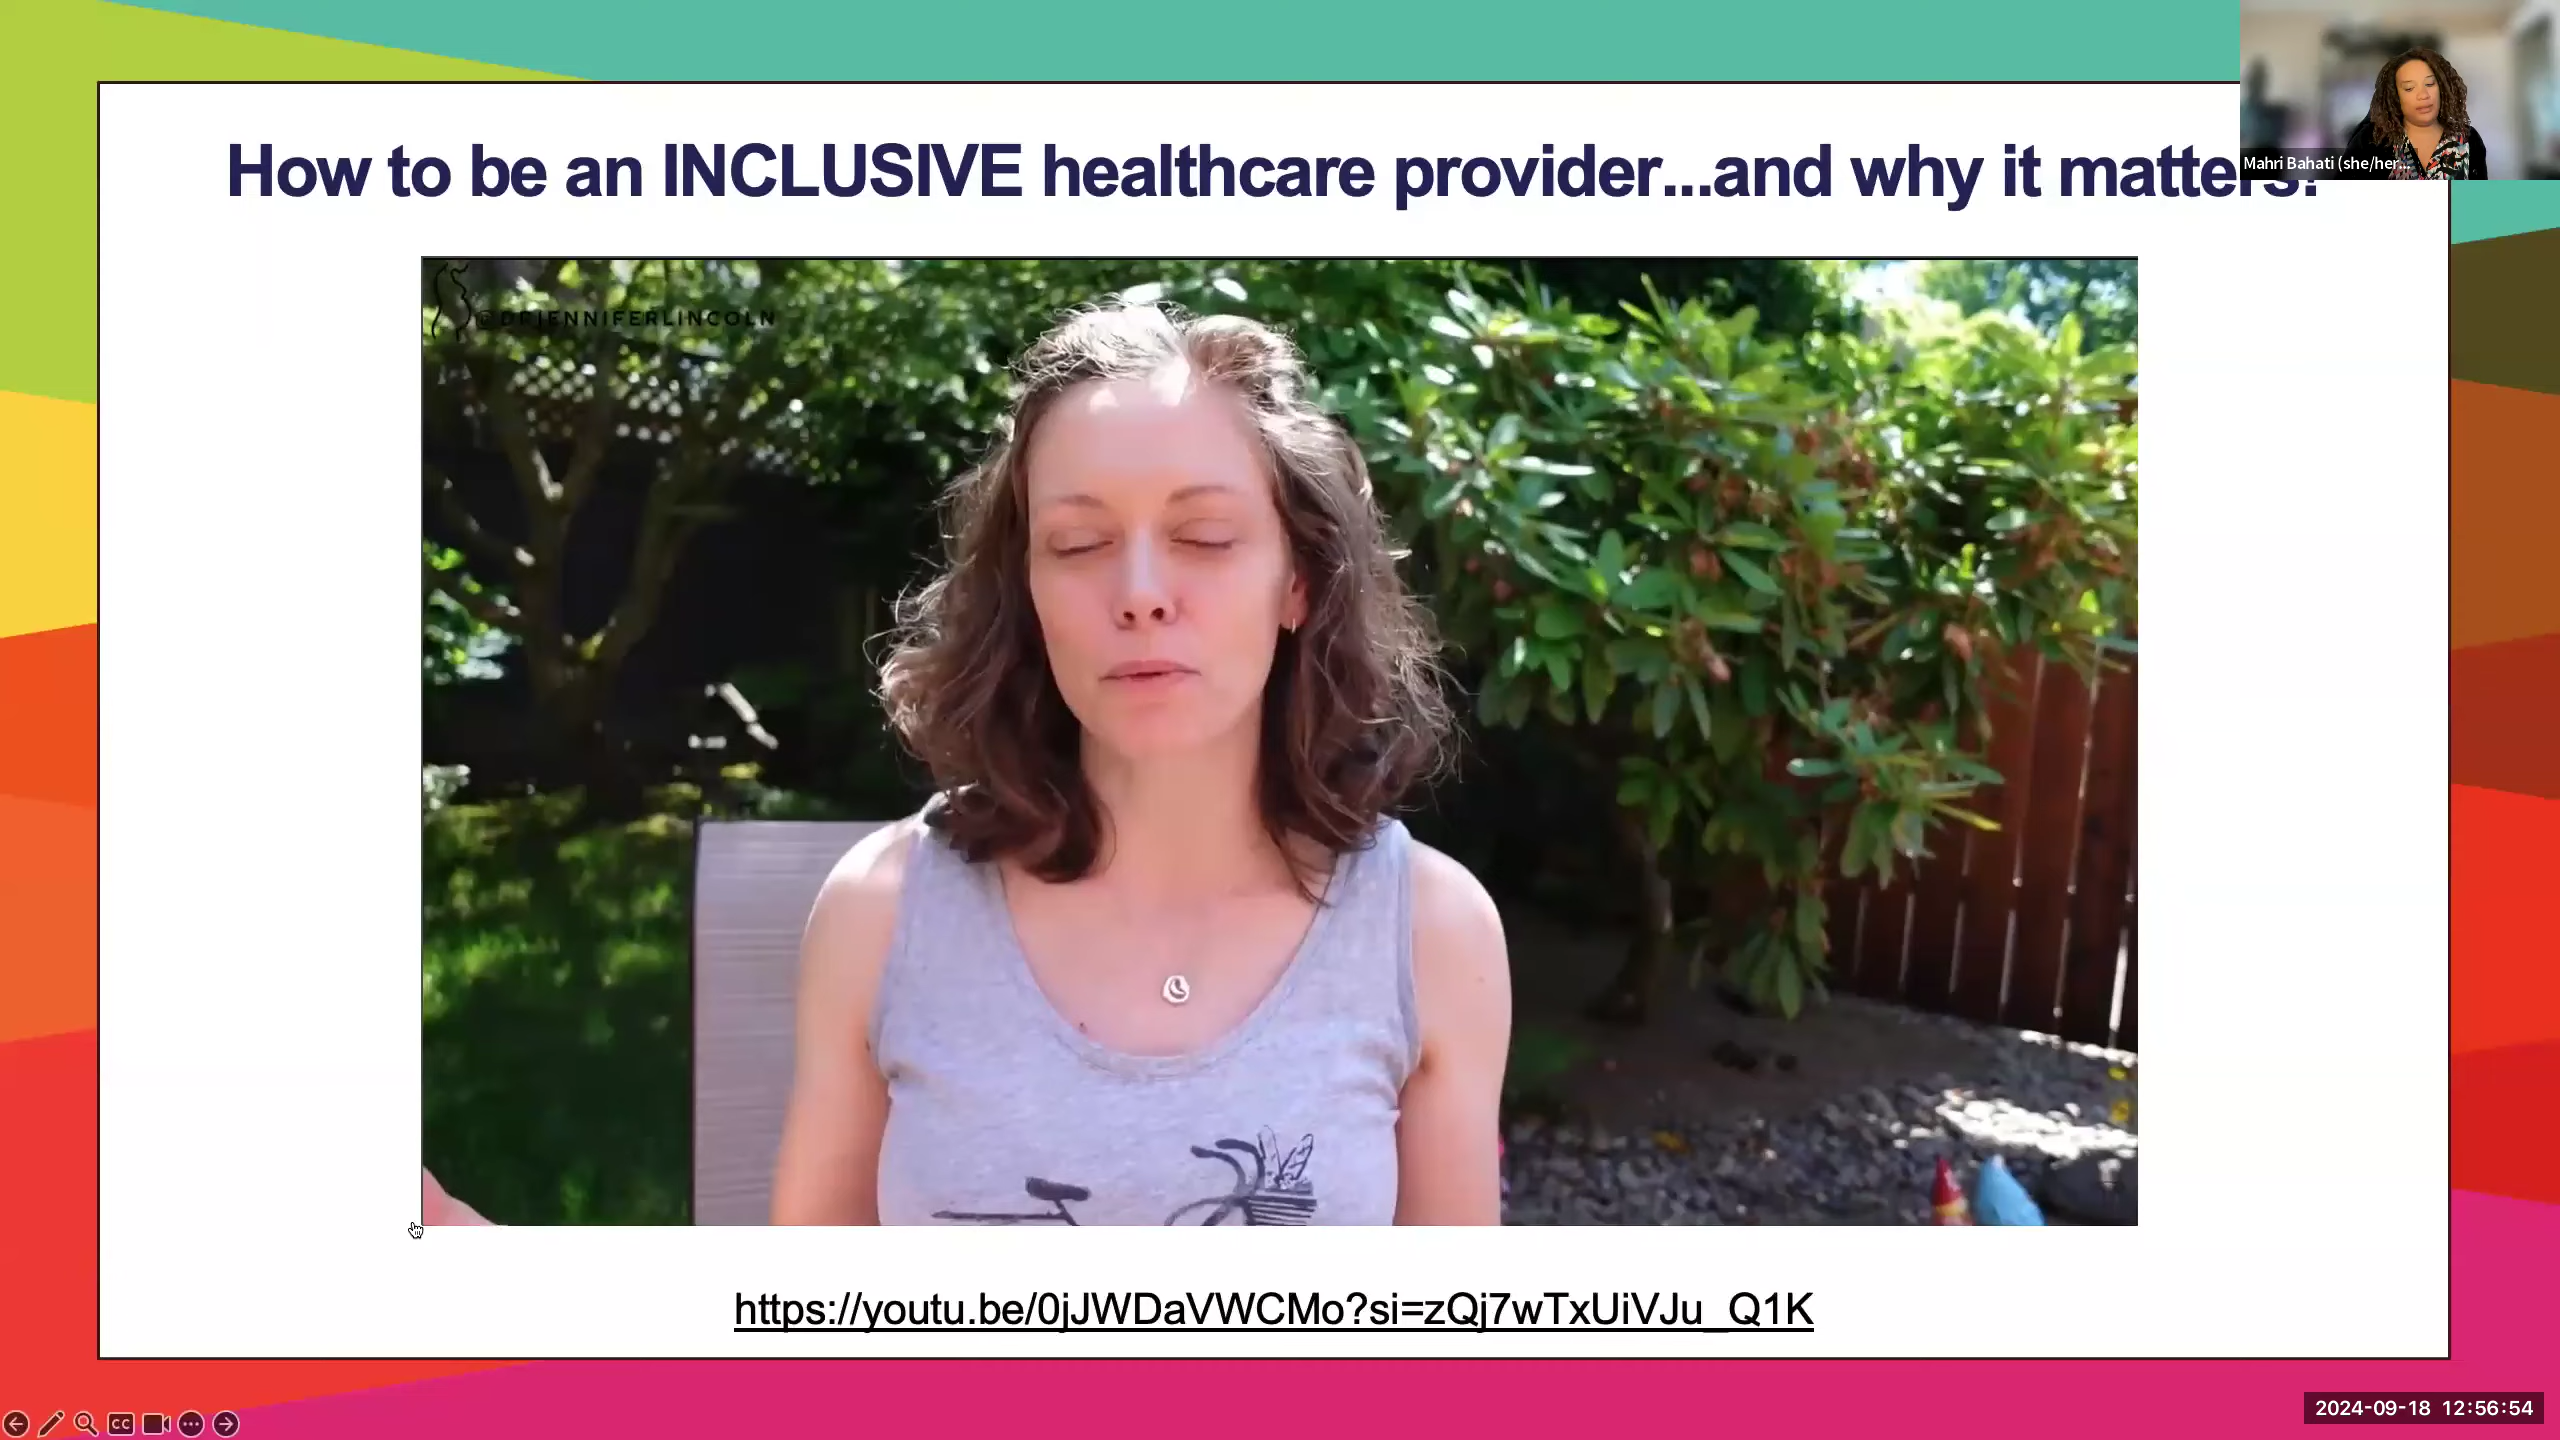 How to be an INCLUSIVE healthcare provider...and why it matters!
Mahri Bahati (she/her...
@DRJENNIFERLINCOLN
https://youtu.be/0jJWDaVWCMo?si=zQj7wTxUiVJu_Q1K
CC
2024-09-18 12:56:54